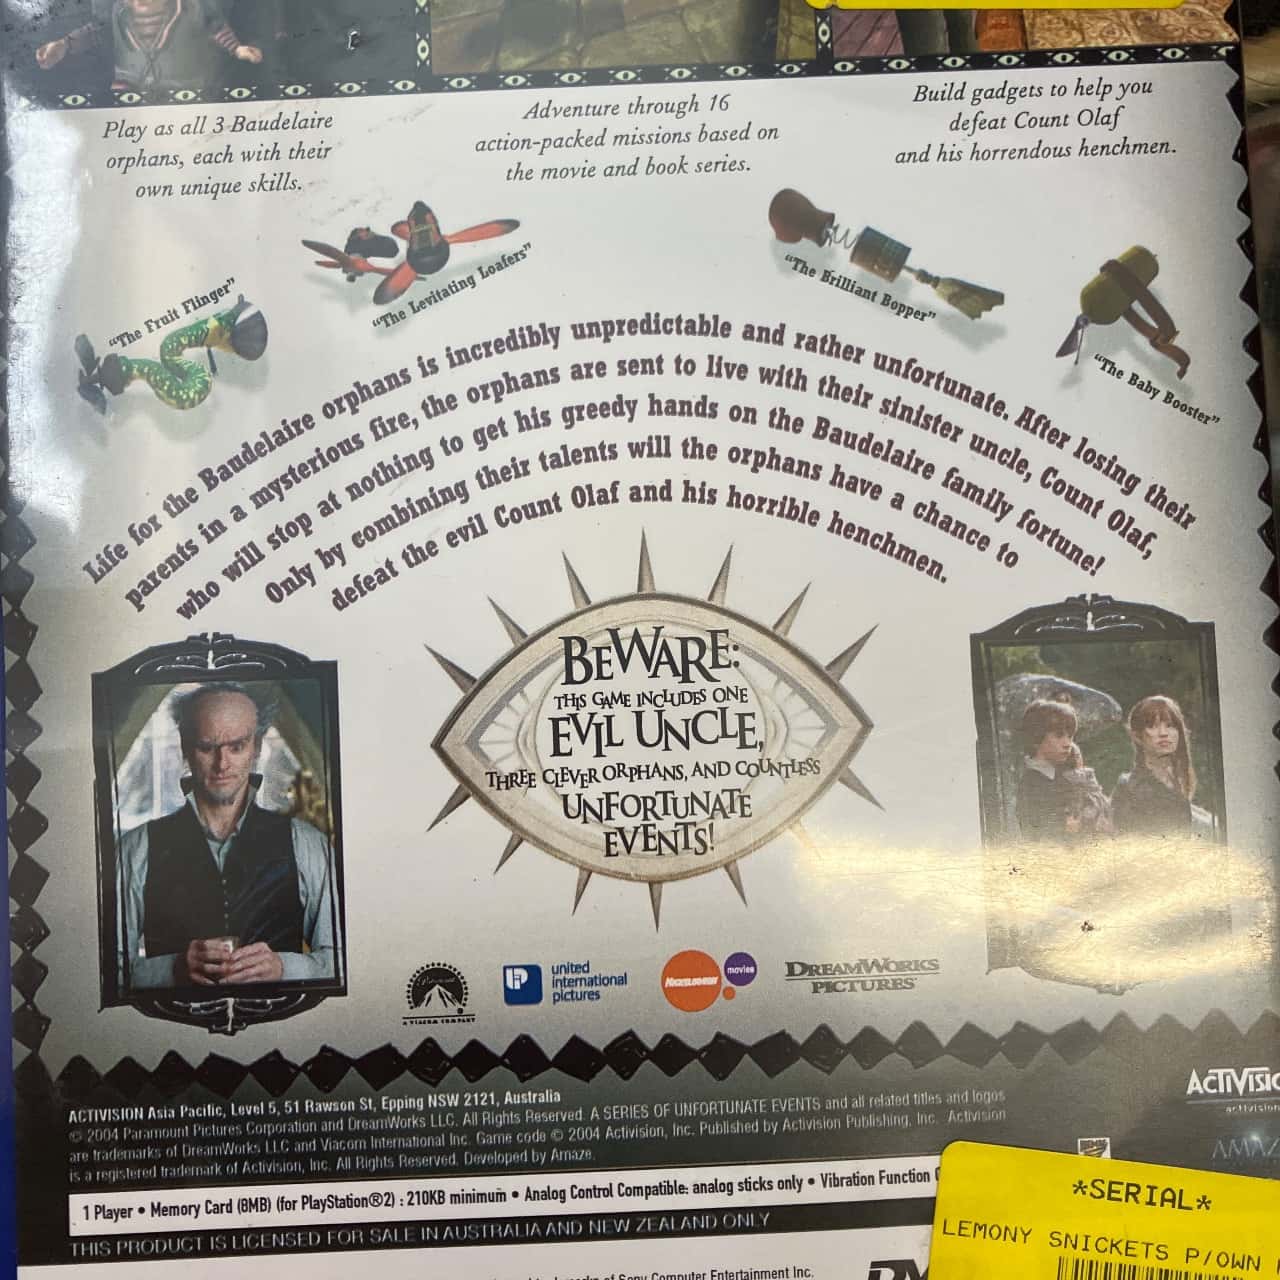 Play as all 3 Baudelaire
orphans, each with their
own unique skills.
Adventure through 16
action-packed missions based on
the movie and book series.
Build gadgets to help you
defeat Count Olaf
and his horrendous henchmen.
"The Fruit Flinger"
"The Levitating Loafers"
"The Brilliant Bopper"
"The Baby Booster"
Life for the Baudelaire orphans is incredibly unpredictable and rather unfortunate. After losing their
parents in a mysterious fire, the orphans are sent to live with their sinister uncle, Count Olaf,
who will stop at nothing to get his greedy hands on the Baudelaire family fortune!
Only by combining their talents will the orphans have a chance to
defeat the evil Count Olaf and his horrible henchmen.
BEWARE:
THIS GAME INCLUDES ONE
EVIL UNCLE,
THREE CLEVER ORPHANS, AND COUNTLESS
UNFORTUNATE
EVENTS!
Paramount
A VIACOM COMPANY
united
international
pictures
NICKELODEON
movies
DREAMWORKS
PICTURES
ACTIVISIO
activision
AMAZ
ACTIVISION Asia Pacific, Level 5, 51 Rawson St, Epping NSW 2121, Australia
© 2004 Paramount Pictures Corporation and DreamWorks LLC. All Rights Reserved. A SERIES OF UNFORTUNATE EVENTS and all related titles and logos
are trademarks of DreamWorks LLC and Viacom International Inc. Game code © 2004 Activision, Inc. Published by Activision Publishing, Inc. Activision
is a registered trademark of Activision, Inc. All Rights Reserved. Developed by Amaze.
1 Player • Memory Card (8MB) (for PlayStation®2) : 210KB minimum • Analog Control Compatible: analog sticks only • Vibration Function
THIS PRODUCT IS LICENSED FOR SALE IN AUSTRALIA AND NEW ZEALAND ONLY
of Sony Computer Entertainment Inc.
*SERIAL*
LEMONY SNICKETS P/OWN